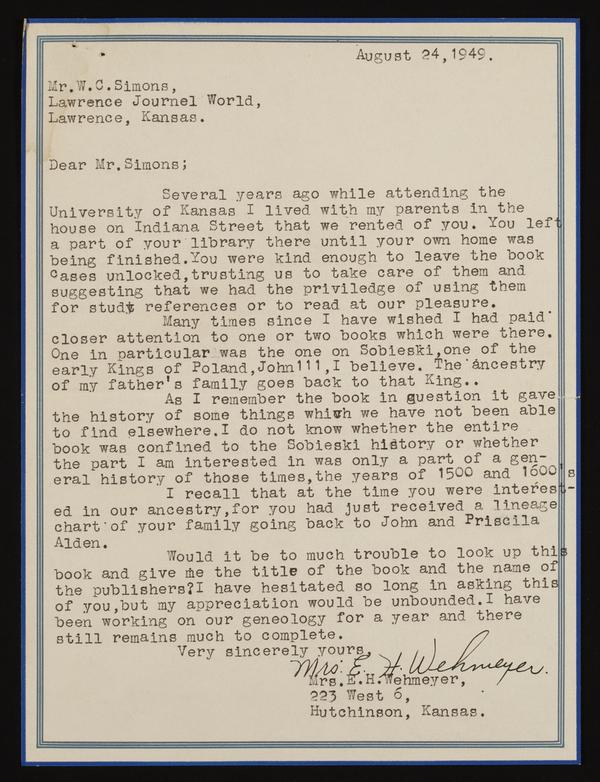 August 24,1949.
Mr.W.C.Simons,
Lawrence Journel World,
Lawrence, Kansas.
Dear Mr.Simons;
Several years ago while attending the
University of Kansas I lived with my parents in the
house on Indiana Street that we rented of you. You left
a part of your library there until your own home was
being finished.You were kind enough to leave the book
Cases unlocked,trusting us to take care of them and
suggesting that we had the priviledge of using them
for study references or to read at our pleasure.
Many times since I have wished I had paid
closer attention to one or two books which were there.
One in particular was the one on Sobieski,one of the
early Kings of Poland,John111,I believe. The ancestry
of my father's family goes back to that King..
As I remember the book in question it gave
the history of some things which we have not been able
to find elsewhere.I do not know whether the entire
book was confined to the Sobieski history or whether
the part I am interested in was only a part of a gen-
eral history of those times,the years of 1500 and 1600's
I recall that at the time you were interest-
ed in our ancestry,for you had just received a lineage
chart of your family going back to John and Priscila
Alden.
Would it be to much trouble to look up this
book and give me the title of the book and the name of
the publishers?I have hesitated so long in asking this
of you,but my appreciation would be unbounded.I have
been working on our geneology for a year and there
still remains much to complete.
Very sincerely yours,
Mrs. E. H. Wehmeyer.
Mrs.E.H.Wehmeyer,
223 West 6,
Hutchinson, Kansas.